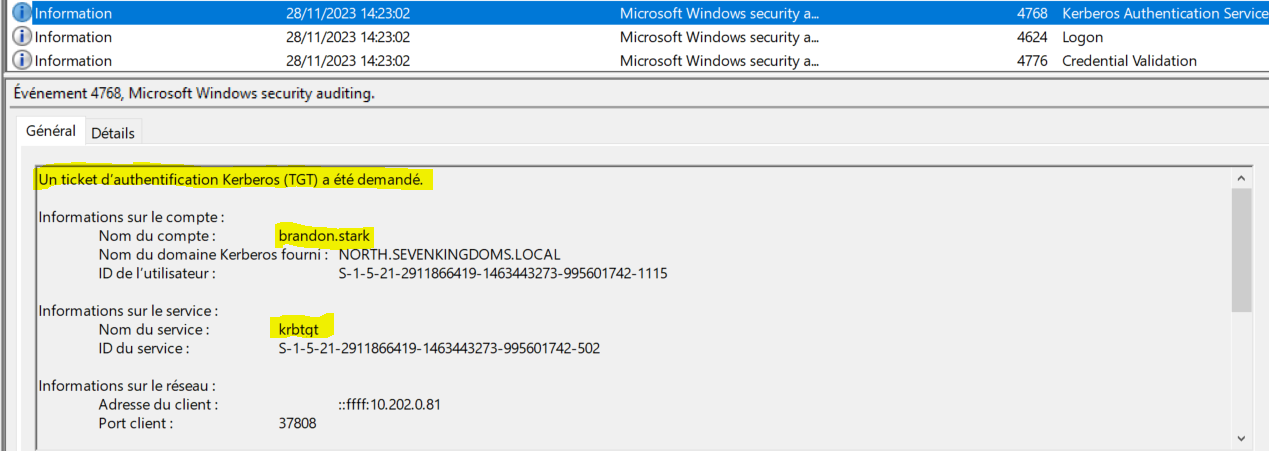 Information 28/11/2023 14:23:02 Microsoft Windows security a... 4768 Kerberos Authentication Service
Information 28/11/2023 14:23:02 Microsoft Windows security a... 4624 Logon
Information 28/11/2023 14:23:02 Microsoft Windows security a... 4776 Credential Validation
Événement 4768, Microsoft Windows security auditing.
Général Détails
Un ticket d’authentification Kerberos (TGT) a été demandé.
Informations sur le compte :
Nom du compte : brandon.stark
Nom du domaine Kerberos fourni : NORTH.SEVENKINGDOMS.LOCAL
ID de l’utilisateur : S-1-5-21-2911866419-1463443273-995601742-1115
Informations sur le service :
Nom du service : krbtgt
ID du service : S-1-5-21-2911866419-1463443273-995601742-502
Informations sur le réseau :
Adresse du client : ::ffff:10.202.0.81
Port client : 37808